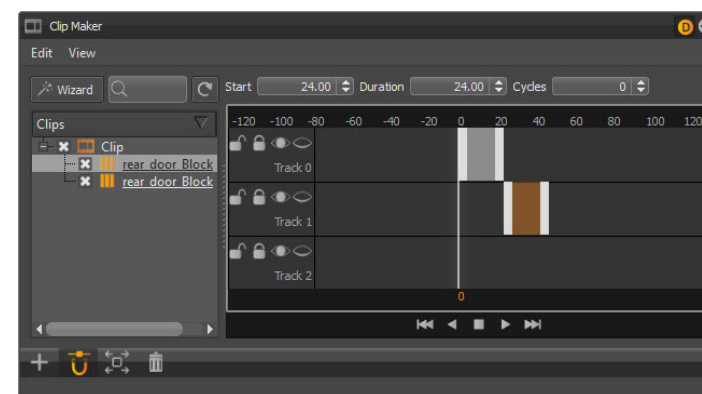 Clip Maker
D
Edit View
Wizard
Start 24.00 Duration 24.00 Cycles 0
Clips
-120 -100 -80 -60 -40 -20 0 20 40 60 80 100 120
Clip
rear door Block
Track 0
rear door Block
Track 1
Track 2
0